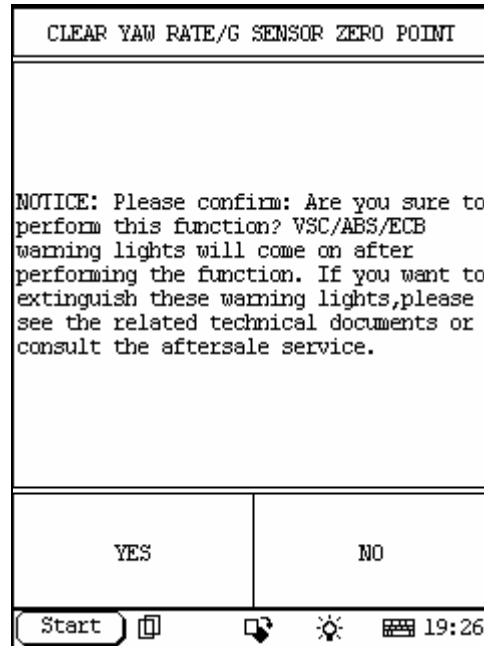 CLEAR YAW RATE/G SENSOR ZERO POINT
NOTICE: Please confirm: Are you sure to
perform this function? VSC/ABS/ECB
warning lights will come on after
performing the function. If you want to
extinguish these warning lights,please
see the related technical documents or
consult the aftersale service.
YES NO
Start 19:26